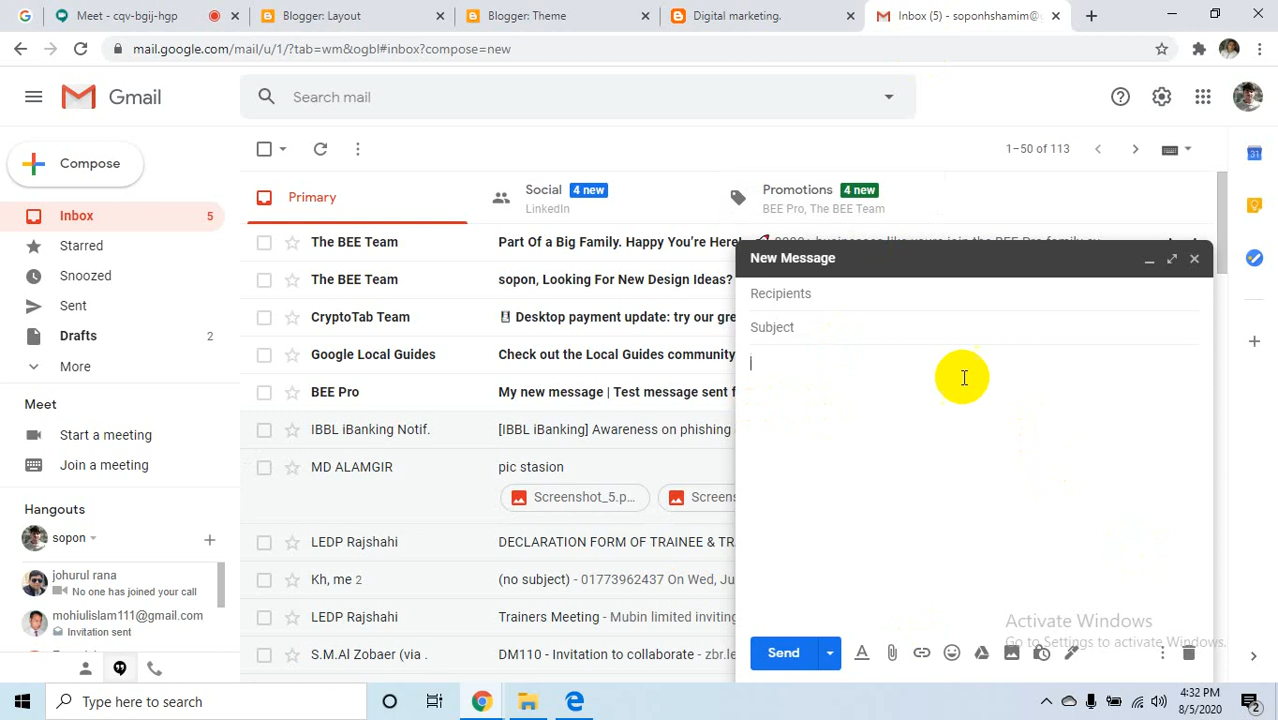 Meet - cqv-bgij-hgp
Blogger: Layout
Blogger: Theme
Digital marketing.
Inbox (5) - soponhshamim@
mail.google.com/mail/u/1/?tab=wm&ogbl#inbox?compose=new
Gmail
Search mail
Compose
1–50 of 113
Inbox 5
Starred
Snoozed
Sent
Drafts 2
More
Meet
Start a meeting
Join a meeting
Hangouts
sopon
johurul rana
No one has joined your call
mohiulislam111@gmail.com
Invitation sent
Primary
Social 4 new
LinkedIn
Promotions 4 new
BEE Pro, The BEE Team
The BEE Team Part Of a Big Family. Happy You're Here!
The BEE Team sopon, Looking For New Design Ideas?
CryptoTab Team Desktop payment update: try our gre
Google Local Guides Check out the Local Guides community
BEE Pro My new message | Test message sent f
IBBL iBanking Notif. [IBBL iBanking] Awareness on phishing
MD ALAMGIR pic stasion
Screenshot_5.p... Screens
LEDP Rajshahi DECLARATION FORM OF TRAINEE & TR
Kh, me 2 (no subject) - 01773962437 On Wed, Ju
LEDP Rajshahi Trainers Meeting - Mubin limited inviting
S.M.Al Zobaer (via . DM110 - Invitation to collaborate - zbr.le
New Message
Recipients
Subject
Send
Activate Windows
Go to Settings to activate Windows.
31
Type here to search
4:32 PM
8/5/2020
2